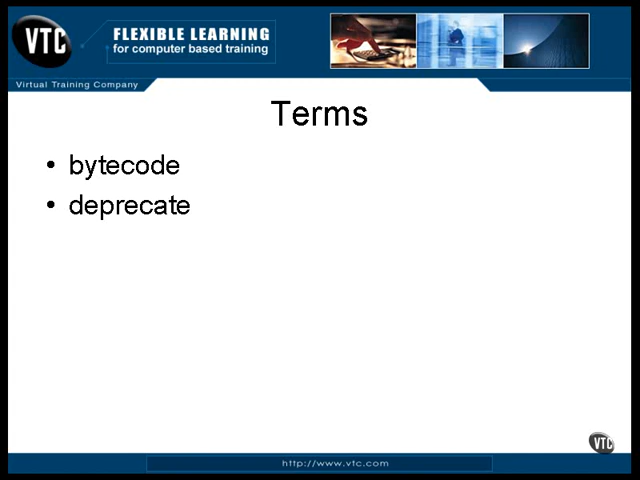 VTC
FLEXIBLE LEARNING
for computer based training
Virtual Training Company
Terms
• bytecode
• deprecate
VTC
http://www.vtc.com